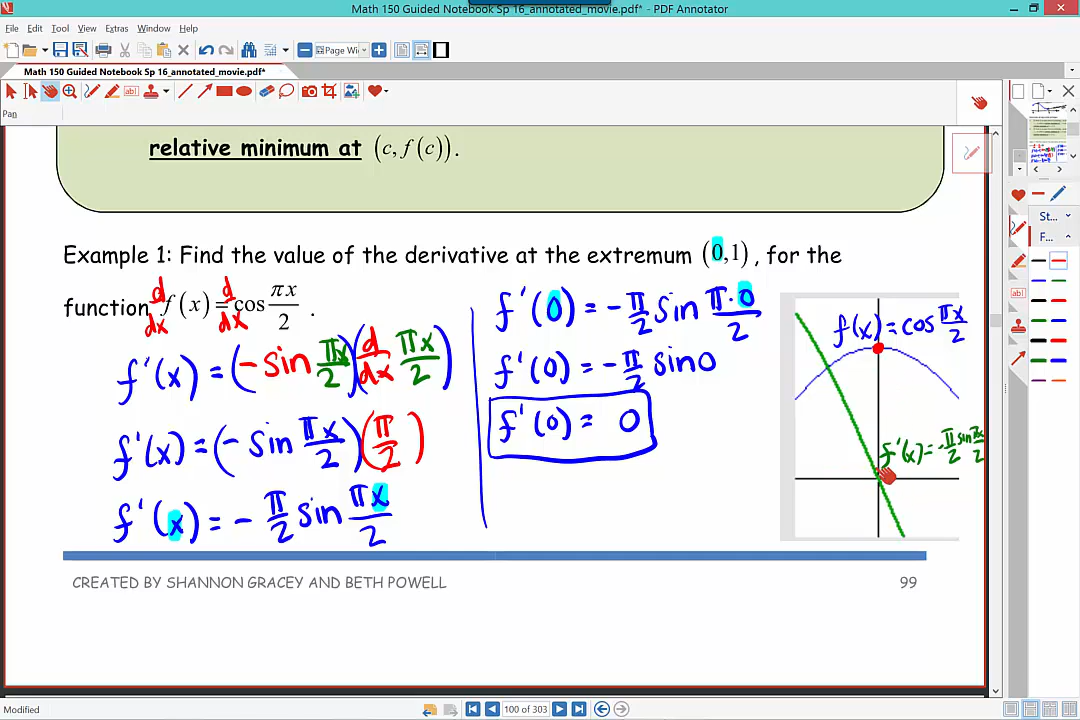 Math 150 Guided Notebook Sp 16_annotated_movie.pdf* - PDF Annotator
File Edit Tool View Extras Window Help
Page Wi
Math 150 Guided Notebook Sp 16_annotated_movie.pdf*
Pan
relative minimum at (c, f(c)).
Example 1: Find the value of the derivative at the extremum (0,1), for the
function d/dx f(x) = d/dx cos πx/2 .
f'(x) = (-sin πx/2)(d/dx πx/2)
f'(x) = (-sin πx/2)(π/2)
f'(x) = - π/2 sin πx/2
f'(0) = -π/2 sin π·0/2
f'(0) = -π/2 sin 0
f'(0) = 0
f(x) = cos πx/2
f'(x) = -π/2 sin πx/2
CREATED BY SHANNON GRACEY AND BETH POWELL 99
St...
F...
Modified
100 of 303